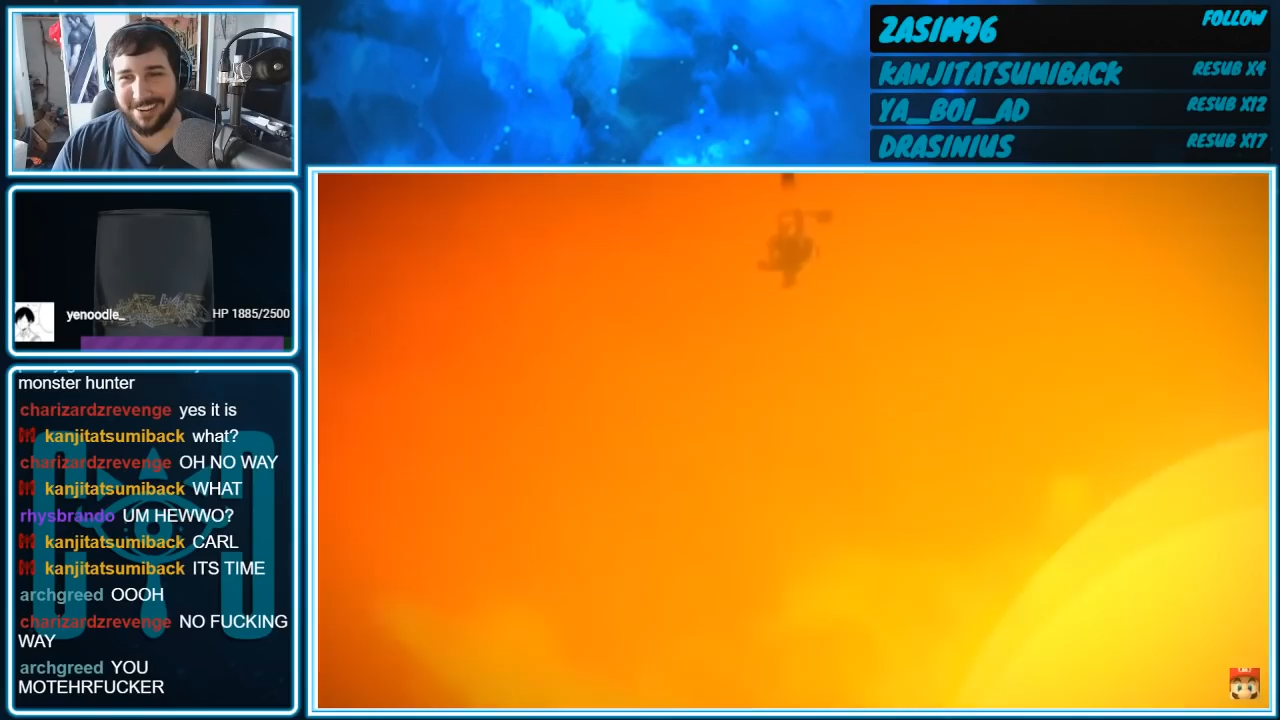 ZASIM96 FOLLOW
KANJITATSUMIBACK RESUB X4
YA_BOI_AD RESUB X12
DRASINIUS RESUB X17
yenoodle_ HP 1885/2500
monster hunter
charizardzrevenge yes it is
kanjitatsumiback what?
charizardzrevenge OH NO WAY
kanjitatsumiback WHAT
rhysbrando UM HEWWO?
kanjitatsumiback CARL
kanjitatsumiback ITS TIME
archgreed OOOH
charizardzrevenge NO FUCKING
WAY
archgreed YOU
MOTEHRFUCKER